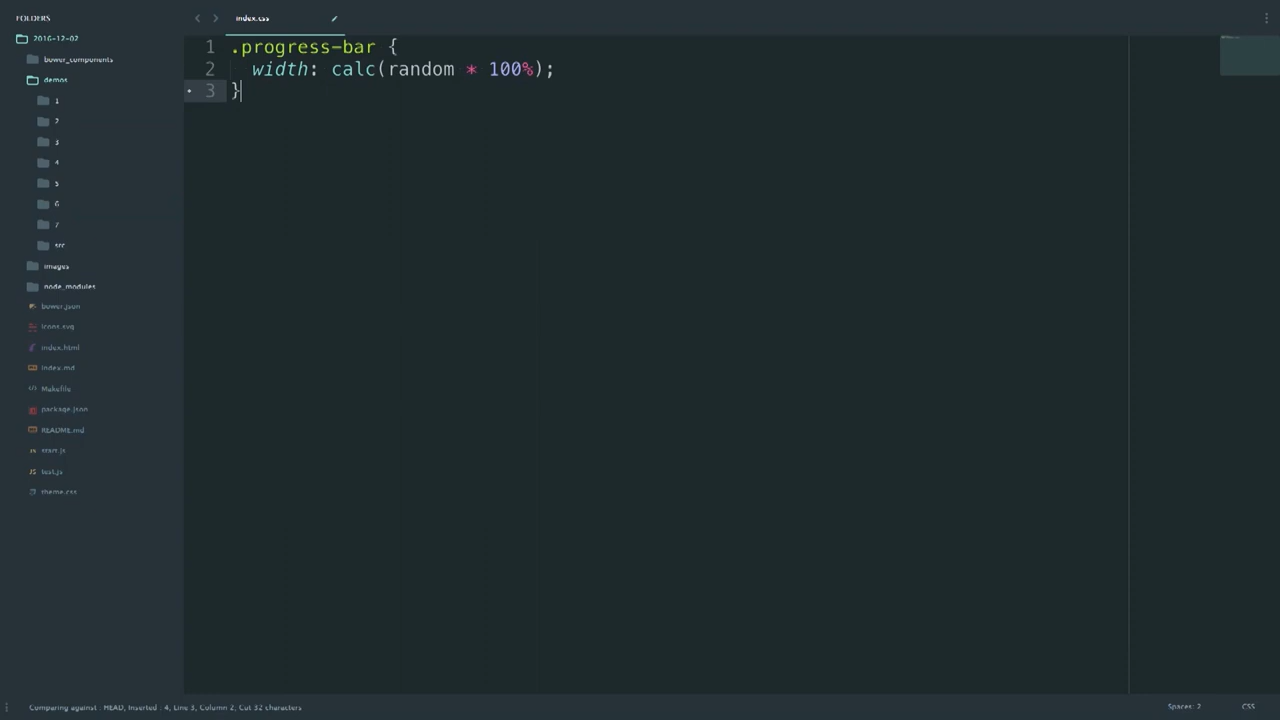 FOLDERS
2016-12-02
bower_components
demos
1
2
3
4
5
6
7
src
images
node_modules
bower.json
icons.svg
index.html
index.md
Makefile
package.json
README.md
start.js
test.js
theme.css
index.css
1 .progress-bar {
2 width: calc(random * 100%);
3 }
Comparing against : HEAD, Inserted : 4, Line 3, Column 2; Cut 32 characters
Spaces: 2
CSS